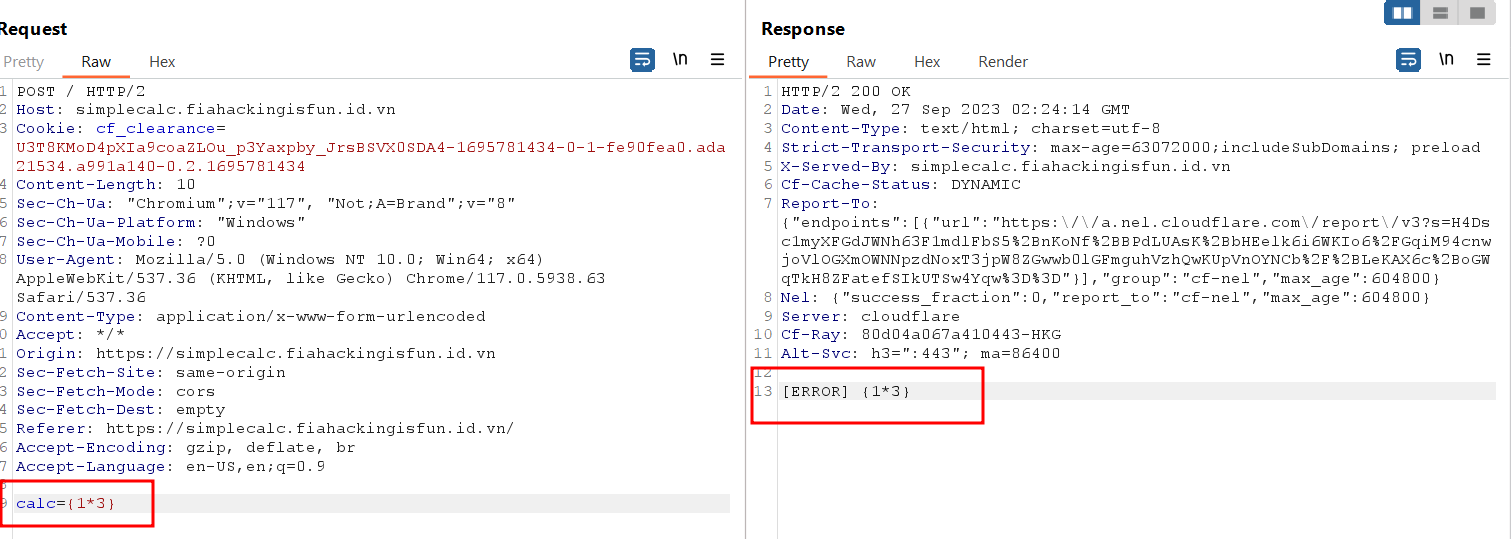 Request
Response
Pretty Raw Hex \n
Pretty Raw Hex Render \n
1 POST / HTTP/2
2 Host: simplecalc.fiahackingisfun.id.vn
3 Cookie: cf_clearance=
U3T8KMoD4pXIa9coaZLOu_p3Yaxpby_JrsBSVX0SDA4-1695781434-0-1-fe90fea0.ada
21534.a991a140-0.2.1695781434
4 Content-Length: 10
5 Sec-Ch-Ua: "Chromium";v="117", "Not;A=Brand";v="8"
6 Sec-Ch-Ua-Platform: "Windows"
7 Sec-Ch-Ua-Mobile: ?0
8 User-Agent: Mozilla/5.0 (Windows NT 10.0; Win64; x64)
AppleWebKit/537.36 (KHTML, like Gecko) Chrome/117.0.5938.63
Safari/537.36
9 Content-Type: application/x-www-form-urlencoded
0 Accept: */*
1 Origin: https://simplecalc.fiahackingisfun.id.vn
2 Sec-Fetch-Site: same-origin
3 Sec-Fetch-Mode: cors
4 Sec-Fetch-Dest: empty
5 Referer: https://simplecalc.fiahackingisfun.id.vn/
6 Accept-Encoding: gzip, deflate, br
7 Accept-Language: en-US,en;q=0.9
8
9 calc={1*3}
1 HTTP/2 200 OK
2 Date: Wed, 27 Sep 2023 02:24:14 GMT
3 Content-Type: text/html; charset=utf-8
4 Strict-Transport-Security: max-age=63072000;includeSubDomains; preload
5 X-Served-By: simplecalc.fiahackingisfun.id.vn
6 Cf-Cache-Status: DYNAMIC
7 Report-To:
{"endpoints":[{"url":"https:\/\/a.nel.cloudflare.com\/report\/v3?s=H4Ds
c1myXFGdJWNh63F1mdlFbS5%2BnKoNf%2BBPdLUAsK%2BbHEelk6i6WKIo6%2FGqiM94cnw
joVlOGXmOWNNpzdNoxT3jpW8ZGwwb0lGFmguhVzhQwKUpVnOYNCb%2F%2BLeKAX6c%2BoGW
qTkH8ZFatefSIkUTSw4Yqw%3D%3D"}],"group":"cf-nel","max_age":604800}
8 Nel: {"success_fraction":0,"report_to":"cf-nel","max_age":604800}
9 Server: cloudflare
10 Cf-Ray: 80d04a067a410443-HKG
11 Alt-Svc: h3=":443"; ma=86400
12
13 [ERROR] {1*3}